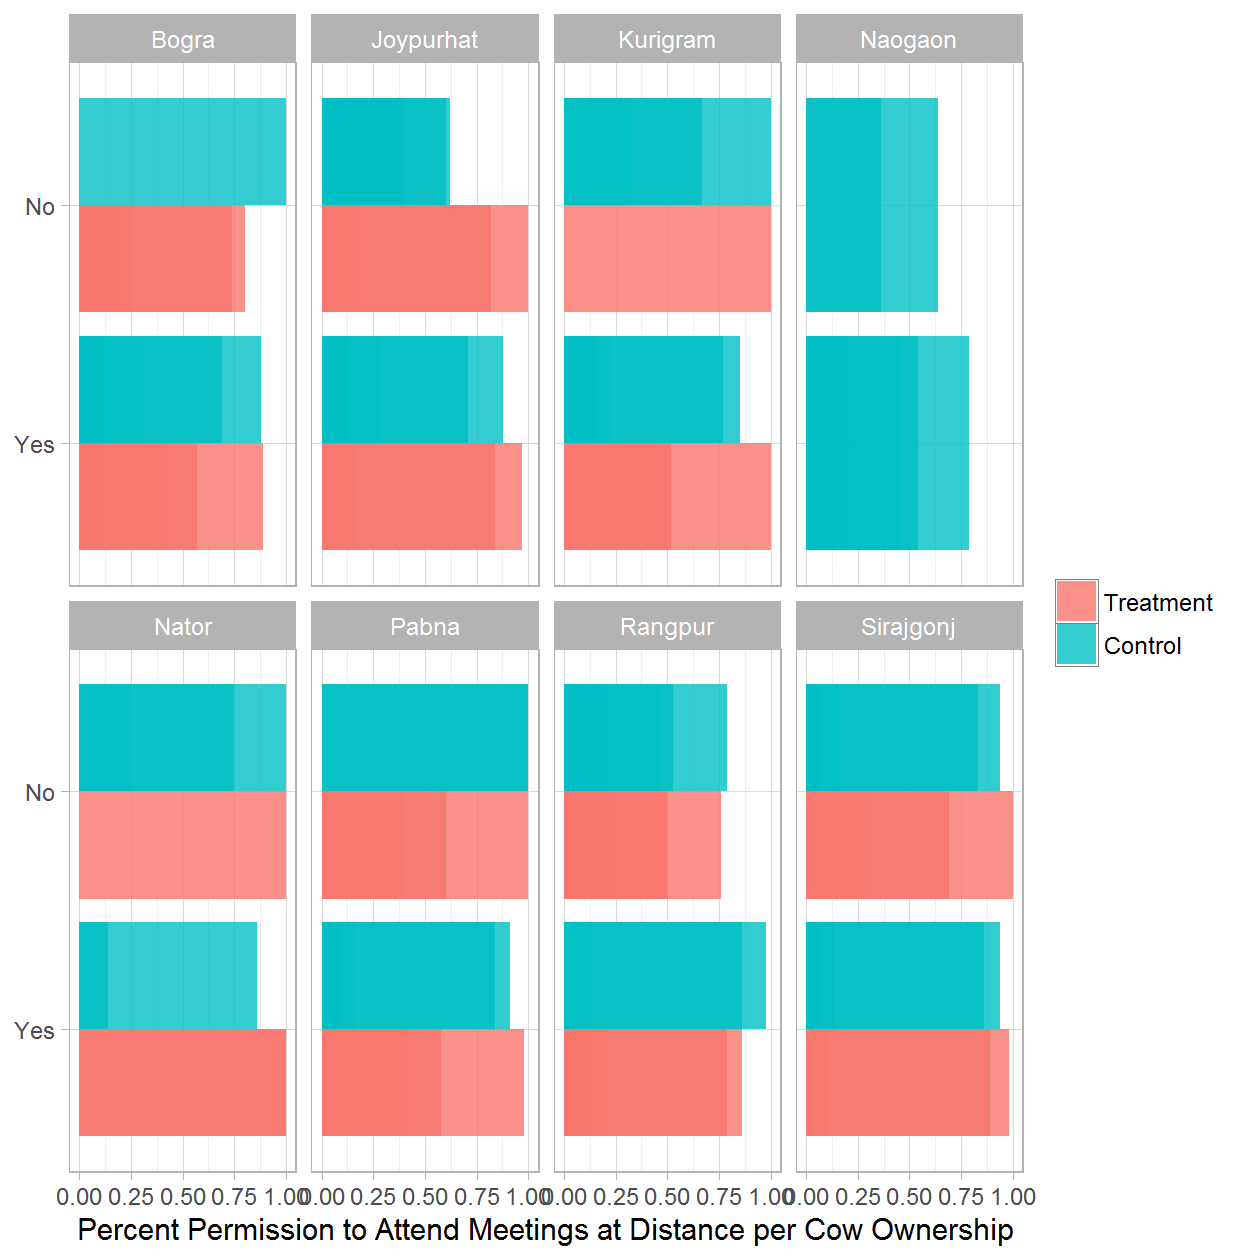 Bogra Joypurhat Kurigram Naogaon
No
Yes
Treatment
Control
Nator Pabna Rangpur Sirajgonj
No
Yes
0.00 0.25 0.50 0.75 1.00 0.00 0.25 0.50 0.75 1.00 0.00 0.25 0.50 0.75 1.00 0.00 0.25 0.50 0.75 1.00
Percent Permission to Attend Meetings at Distance per Cow Ownership